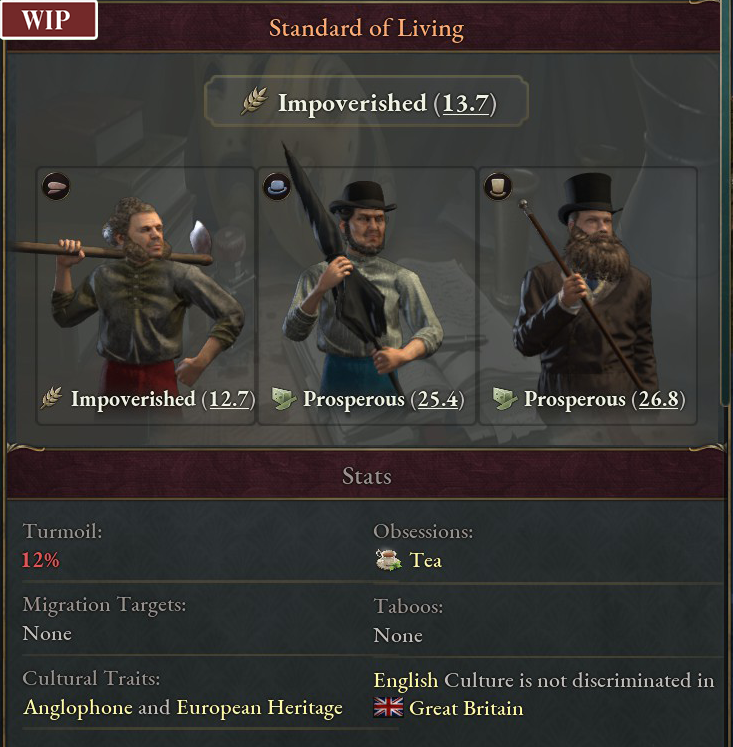 WIP
Standard of Living
Impoverished (13.7)
Impoverished (12.7)
Prosperous (25.4)
Prosperous (26.8)
Stats
Turmoil:
12%
Obsessions:
Tea
Migration Targets:
None
Taboos:
None
Cultural Traits:
Anglophone and European Heritage
English Culture is not discriminated in
Great Britain